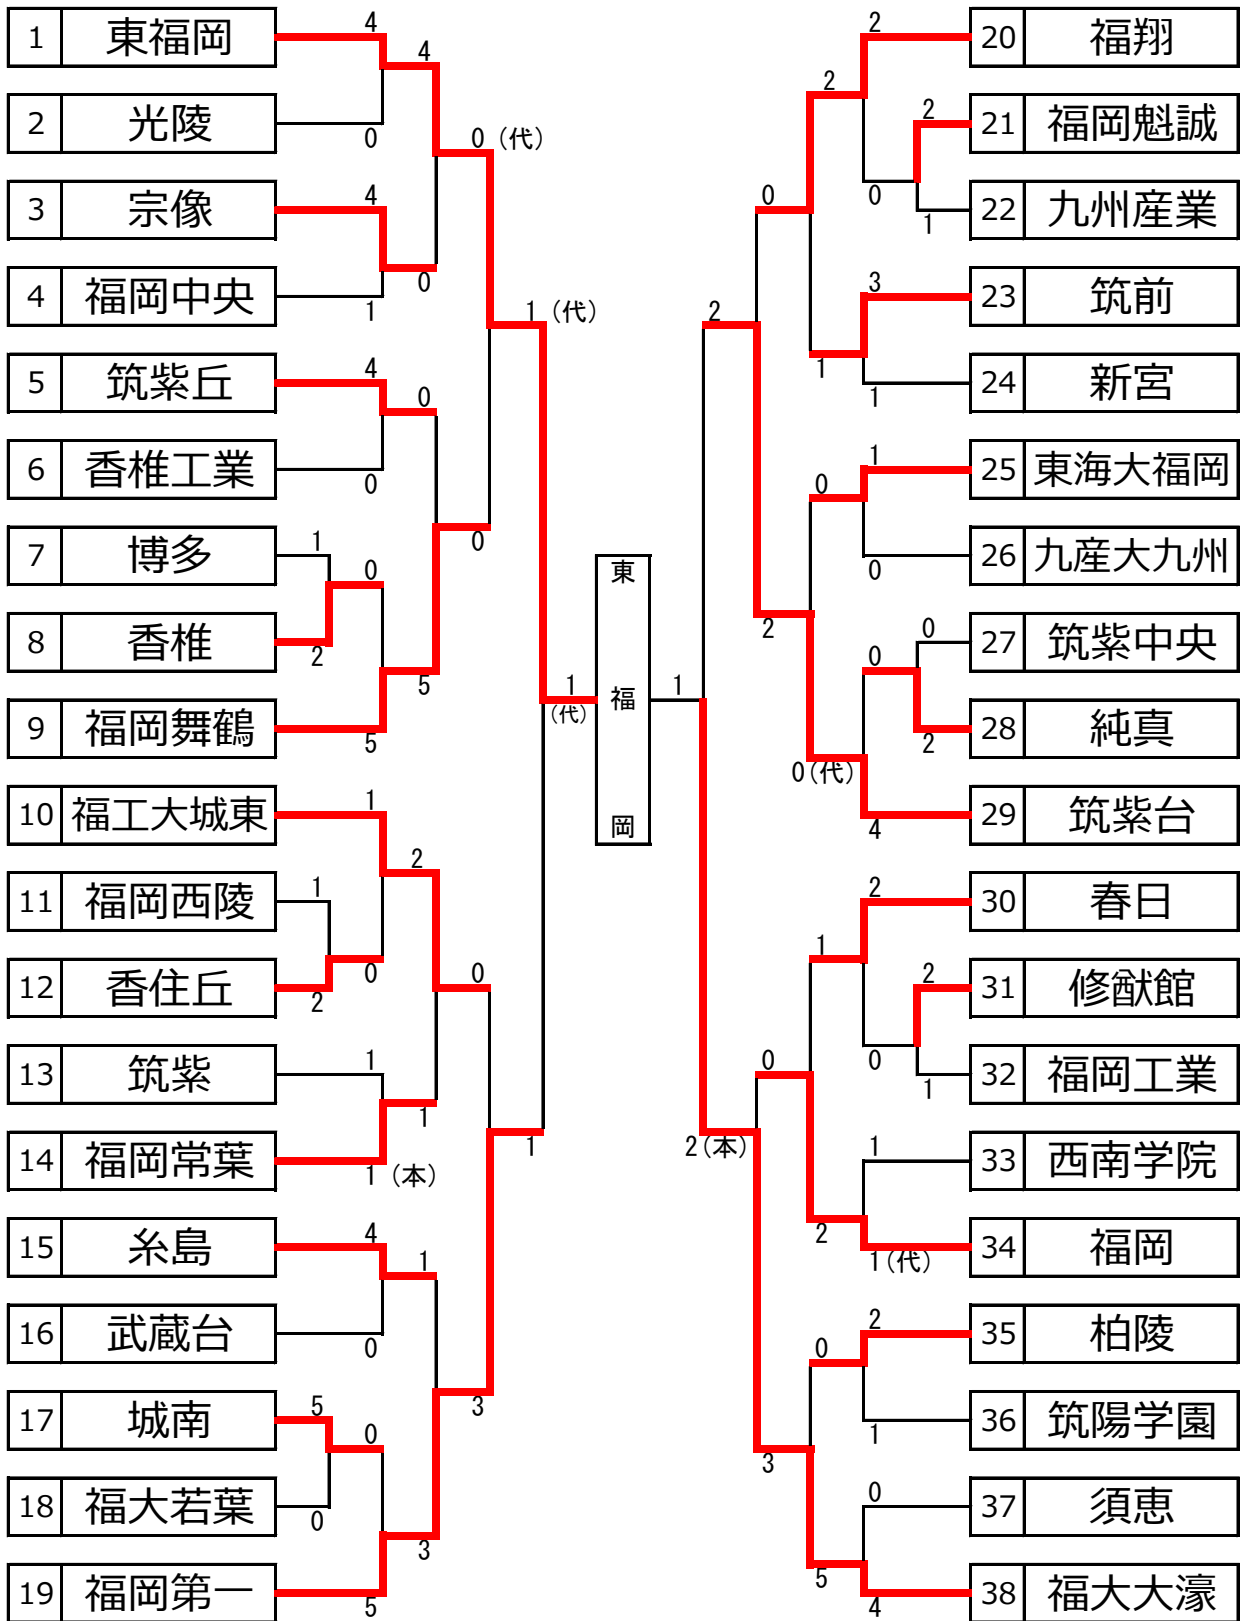 1 東福岡
2 光陵
3 宗像
4 福岡中央
5 筑紫丘
6 香椎工業
7 博多
8 香椎
9 福岡舞鶴
10 福工大城東
11 福岡西陵
12 香住丘
13 筑紫
14 福岡常葉
15 糸島
16 武蔵台
17 城南
18 福大若葉
19 福岡第一
4
0
4
1
4
0
1
2
0
5
1
1
2
0
1
1(本)
4
0
5
0
0
5
4
0
0
5
2
1
1
3
0(代)
0
0
3
1(代)
1
1
(代)
東
福
岡
1
2
2(本)
0
2
0
3
2
1
0
0(代)
1
2
0
5
2
0
2
1
3
1
1
0
0
0
2
4
2
0
2
1
1
1(代)
2
1
0
4
20 福翔
21 福岡魁誠
22 九州産業
23 筑前
24 新宮
25 東海大福岡
26 九産大九州
27 筑紫中央
28 純真
29 筑紫台
30 春日
31 修猷館
32 福岡工業
33 西南学院
34 福岡
35 柏陵
36 筑陽学園
37 須恵
38 福大大濠